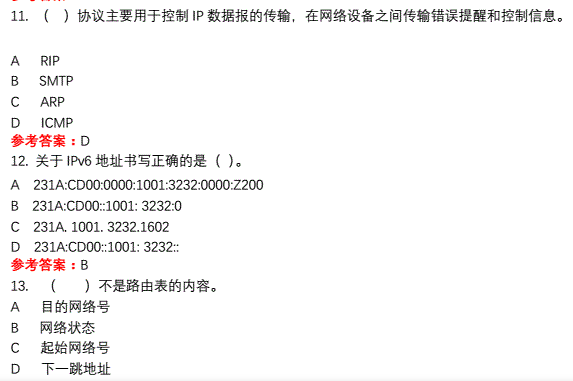 11. （ ）协议主要用于控制 IP 数据报的传输，在网络设备之间传输错误提醒和控制信息。
A RIP
B SMTP
C ARP
D ICMP
参考答案：D
12. 关于 IPv6 地址书写正确的是（ ）。
A 231A:CD00:0000:1001:3232:0000:Z200
B 231A:CD00::1001: 3232:0
C 231A. 1001. 3232.1602
D 231A:CD00::1001: 3232::
参考答案：B
13. （ ）不是路由表的内容。
A 目的网络号
B 网络状态
C 起始网络号
D 下一跳地址